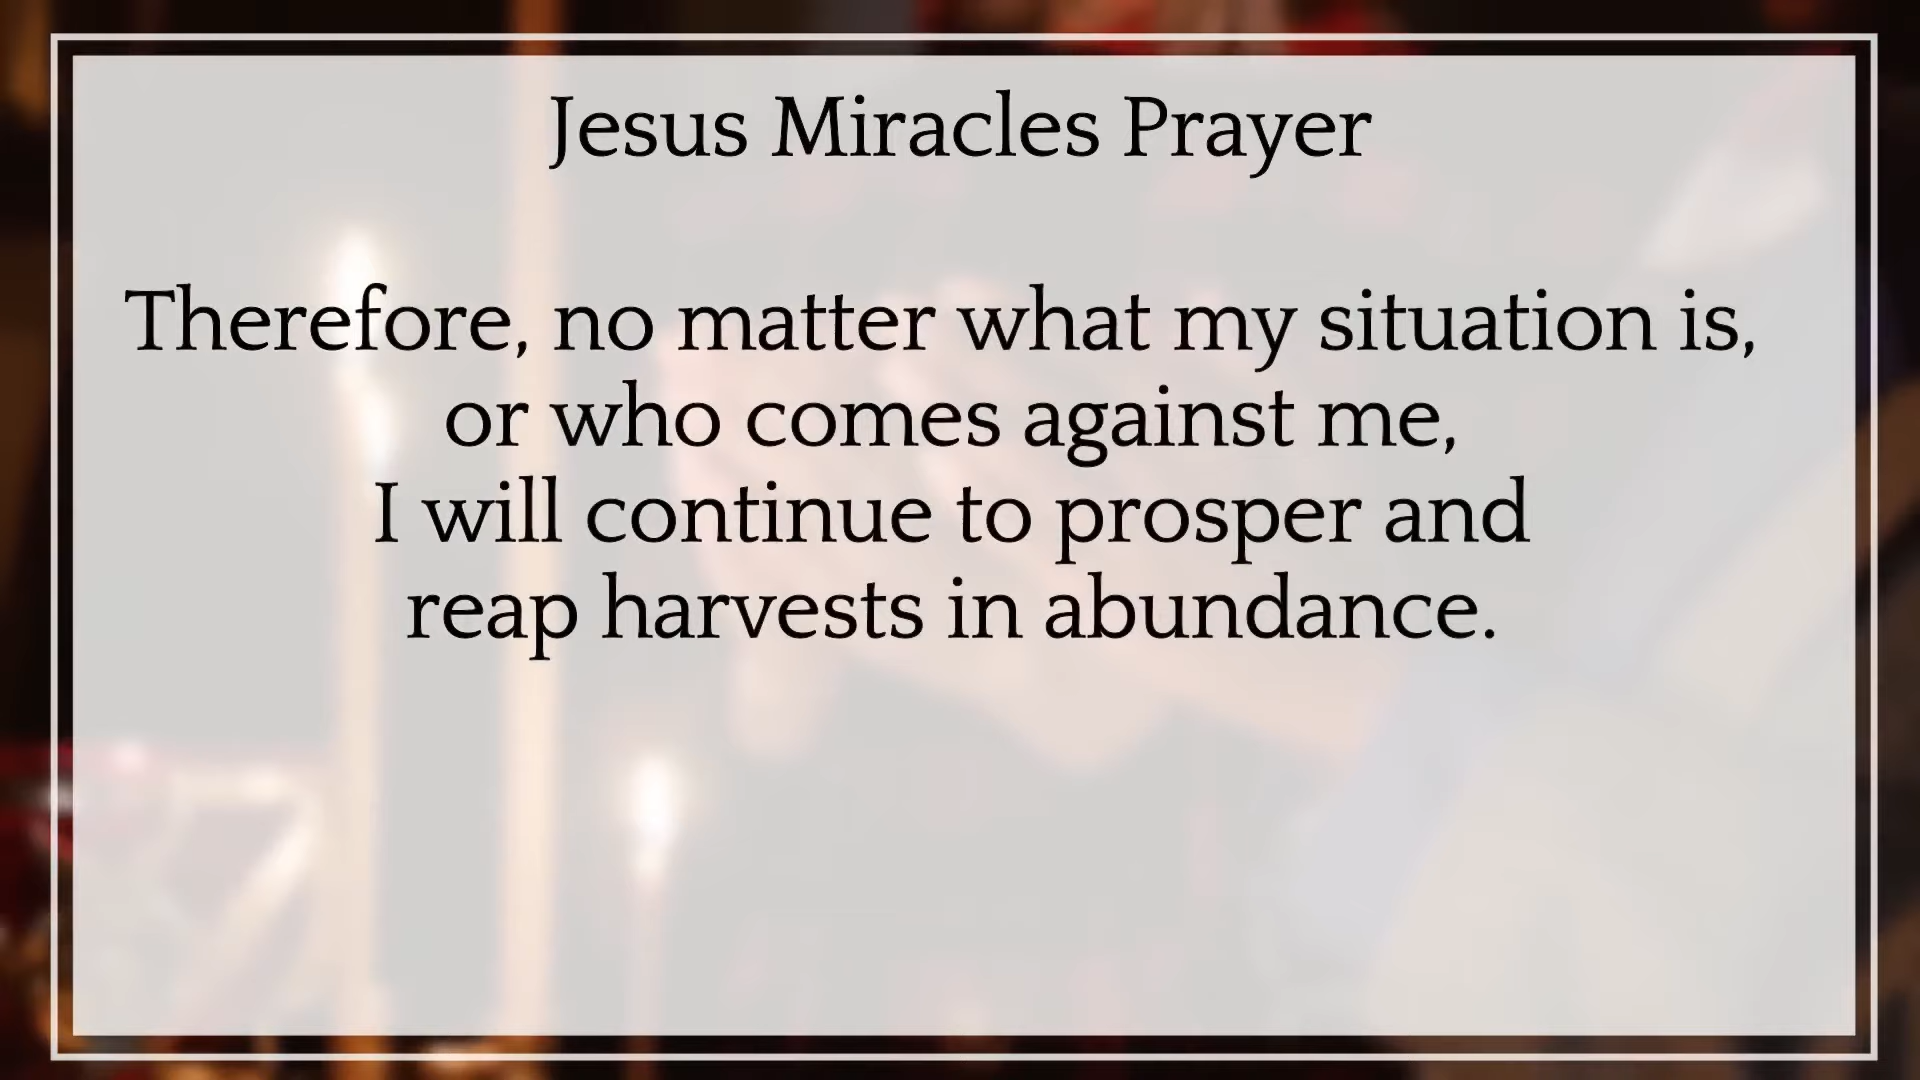 Jesus Miracles Prayer
Therefore, no matter what my situation is,
or who comes against me,
I will continue to prosper and
reap harvests in abundance.